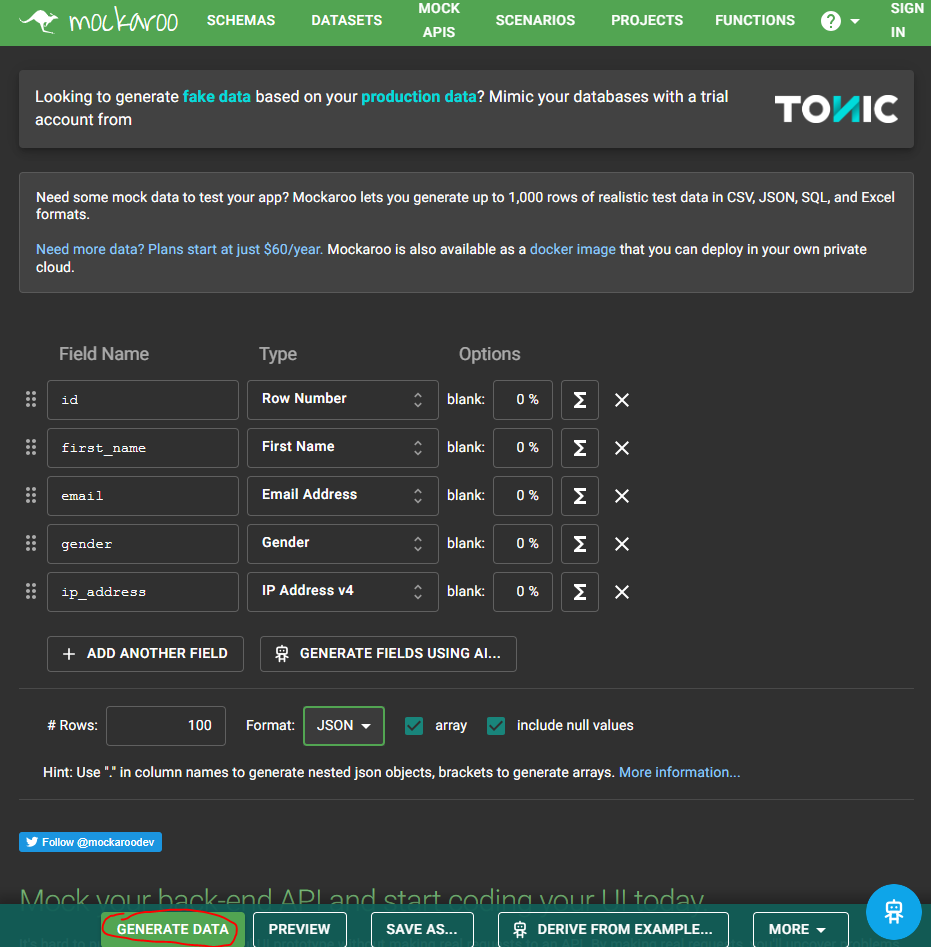 mockaroo
SCHEMAS
DATASETS
MOCK
APIS
SCENARIOS
PROJECTS
FUNCTIONS
?
SIGN
IN
Looking to generate fake data based on your production data? Mimic your databases with a trial
account from
TONIC
Need some mock data to test your app? Mockaroo lets you generate up to 1,000 rows of realistic test data in CSV, JSON, SQL, and Excel
formats.
Need more data? Plans start at just $60/year. Mockaroo is also available as a docker image that you can deploy in your own private
cloud.
Field Name Type Options
id Row Number blank: 0 % Σ
first_name First Name blank: 0 % Σ
email Email Address blank: 0 % Σ
gender Gender blank: 0 % Σ
ip_address IP Address v4 blank: 0 % Σ
+ ADD ANOTHER FIELD GENERATE FIELDS USING AI...
# Rows: 100 Format: JSON array include null values
Hint: Use "." in column names to generate nested json objects, brackets to generate arrays. More information...
Follow @mockaroodev
Mock your back-end API and start coding your UI today
GENERATE DATA PREVIEW SAVE AS... DERIVE FROM EXAMPLE... MORE